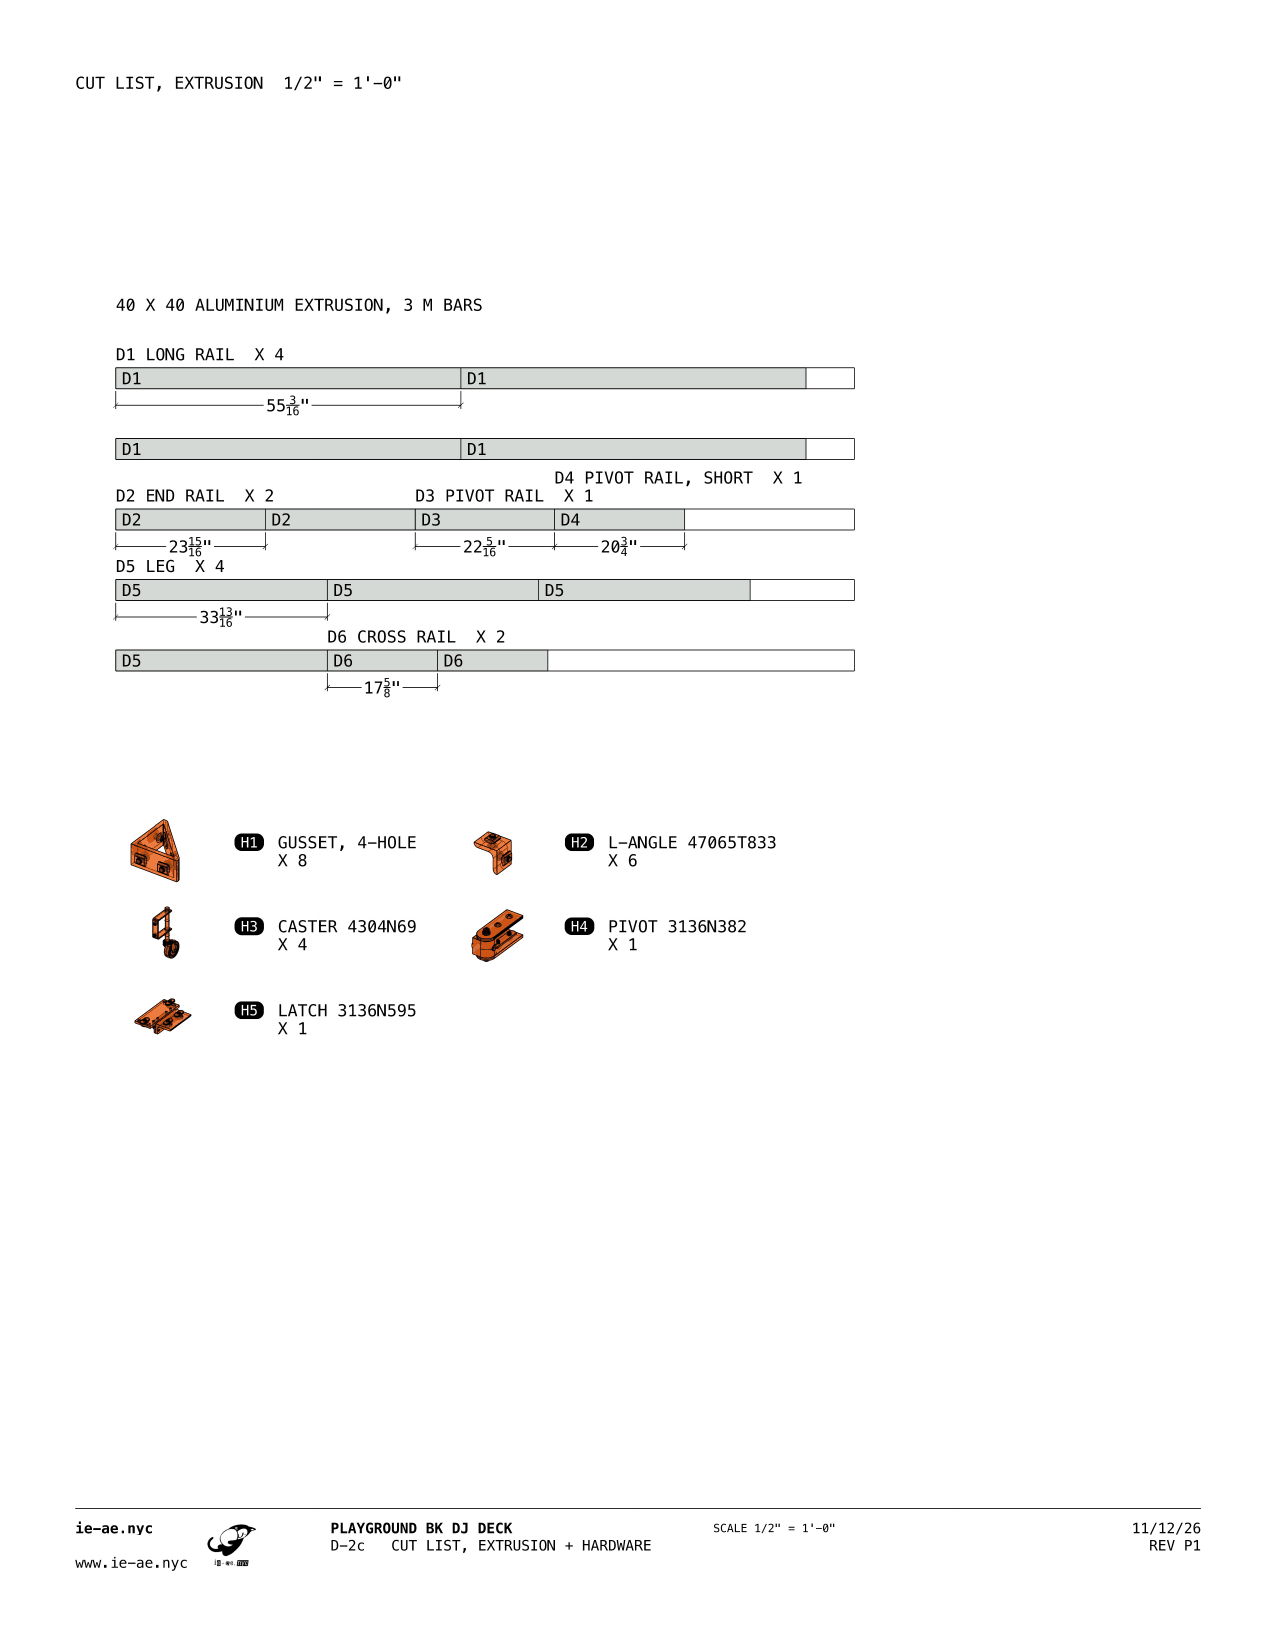 CUT LIST, EXTRUSION  1/2" = 1'-0"
40 X 40 ALUMINIUM EXTRUSION, 3 M BARS
D1 LONG RAIL  X 4
D1 D1
55 3/16"
D1 D1
D4 PIVOT RAIL, SHORT  X 1
D2 END RAIL  X 2 D3 PIVOT RAIL  X 1
D2 D2 D3 D4
23 15/16" 22 5/16" 20 3/4"
D5 LEG  X 4
D5 D5 D5
33 13/16"
D6 CROSS RAIL  X 2
D5 D6 D6
17 5/8"
H1 GUSSET, 4-HOLE
X 8
H2 L-ANGLE 47065T833
X 6
H3 CASTER 4304N69
X 4
H4 PIVOT 3136N382
X 1
H5 LATCH 3136N595
X 1
ie-ae.nyc
www.ie-ae.nyc
ie-ae.nyc
PLAYGROUND BK DJ DECK
D-2c   CUT LIST, EXTRUSION + HARDWARE
SCALE 1/2" = 1'-0"
11/12/26
REV P1